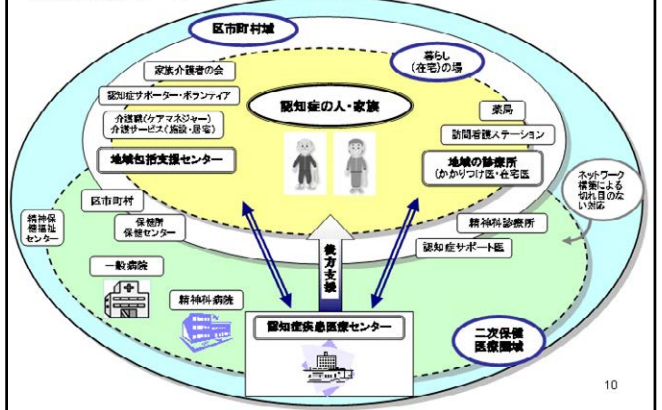 区市町村域
暮らし
(在宅)の場
家族介護者の会
認知症サポーター・ボランティア
介護職(ケアマネジャー)
介護サービス(施設・居宅)
地域包括支援センター
認知症の人・家族
薬局
訪問看護ステーション
地域の診療所
(かかりつけ医・在宅医)
ネットワーク
構築による
切れ目のな
い対応
区市町村
保健所
保健センター
精神保
健福祉
センター
精神科診療所
認知症サポート医
一般病院
精神科病院
後方支援
認知症疾患医療センター
二次保健
医療圏域
10